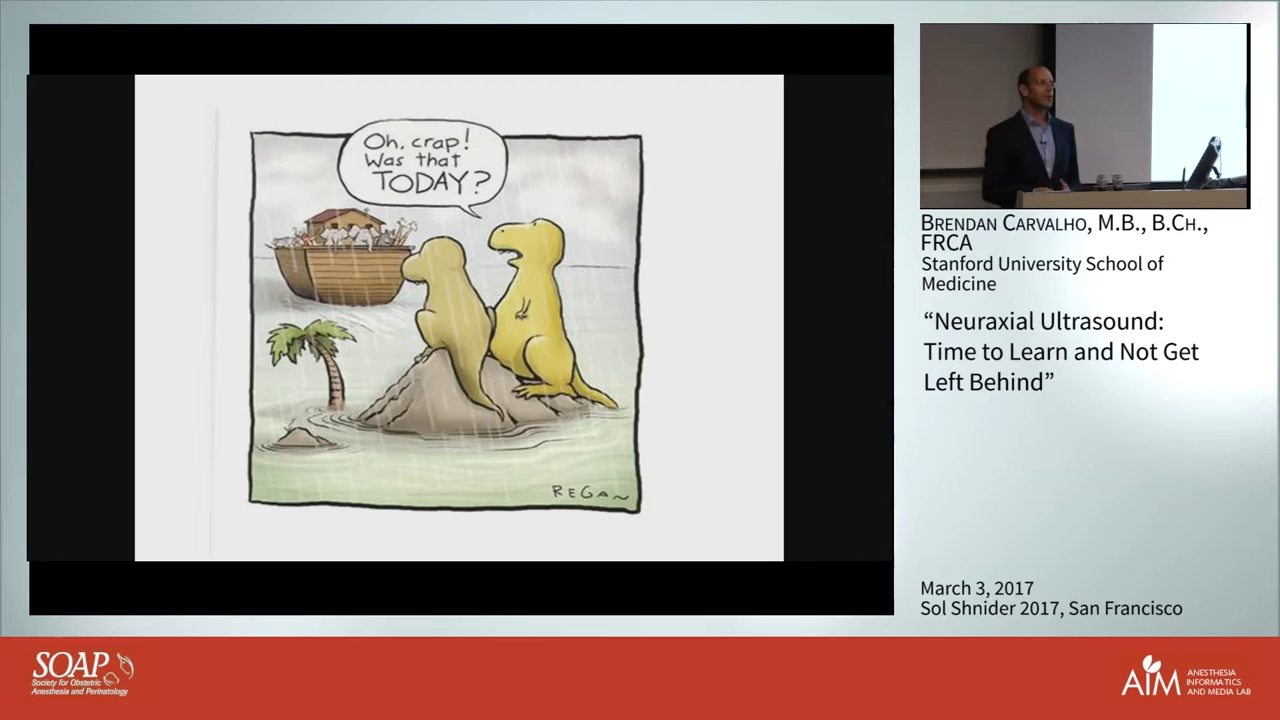 Oh, crap!
Was that
TODAY?
REGAN
BRENDAN CARVALHO, M.B., B.CH.,
FRCA
Stanford University School of
Medicine
“Neuraxial Ultrasound:
Time to Learn and Not Get
Left Behind”
March 3, 2017
Sol Shnider 2017, San Francisco
SOAP
Society for Obstetric
Anesthesia and Perinatology
AIM
ANESTHESIA
INFORMATICS
AND MEDIA LAB